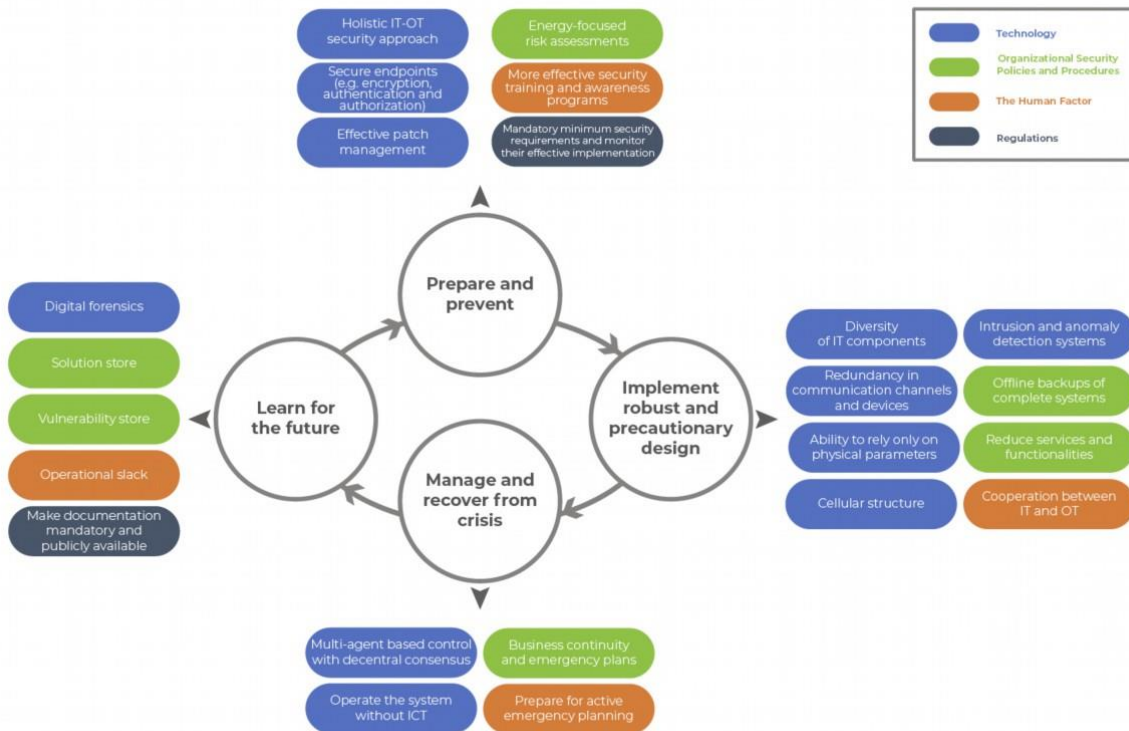 Holistic IT-OT
security approach
Energy-focused
risk assessments
Secure endpoints
(e.g. encryption,
authentication and
authorization)
More effective security
training and awareness
programs
Effective patch
management
Mandatory minimum security
requirements and monitor
their effective implementation
Technology
Organizational Security
Policies and Procedures
The Human Factor
Regulations
Prepare and
prevent
Digital forensics
Solution store
Vulnerability store
Operational slack
Make documentation
mandatory and
publicly available
Learn for
the future
Implement
robust and
precautionary
design
Diversity
of IT components
Intrusion and anomaly
detection systems
Redundancy in
communication channels
and devices
Offline backups of
complete systems
Ability to rely only on
physical parameters
Reduce services and
functionalities
Cellular structure
Cooperation between
IT and OT
Manage and
recover from
crisis
Multi-agent based control
with decentral consensus
Business continuity
and emergency plans
Operate the system
without ICT
Prepare for active
emergency planning